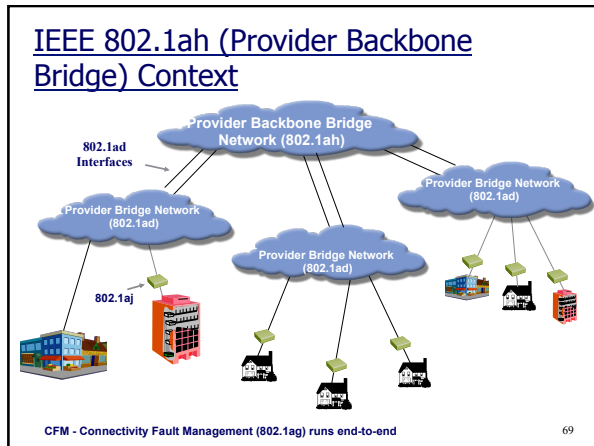 IEEE 802.1ah (Provider Backbone
Bridge) Context
Provider Backbone Bridge
Network (802.1ah)
802.1ad
Interfaces
Provider Bridge Network
(802.1ad)
Provider Bridge Network
(802.1ad)
Provider Bridge Network
(802.1ad)
802.1aj
CFM - Connectivity Fault Management (802.1ag) runs end-to-end
69